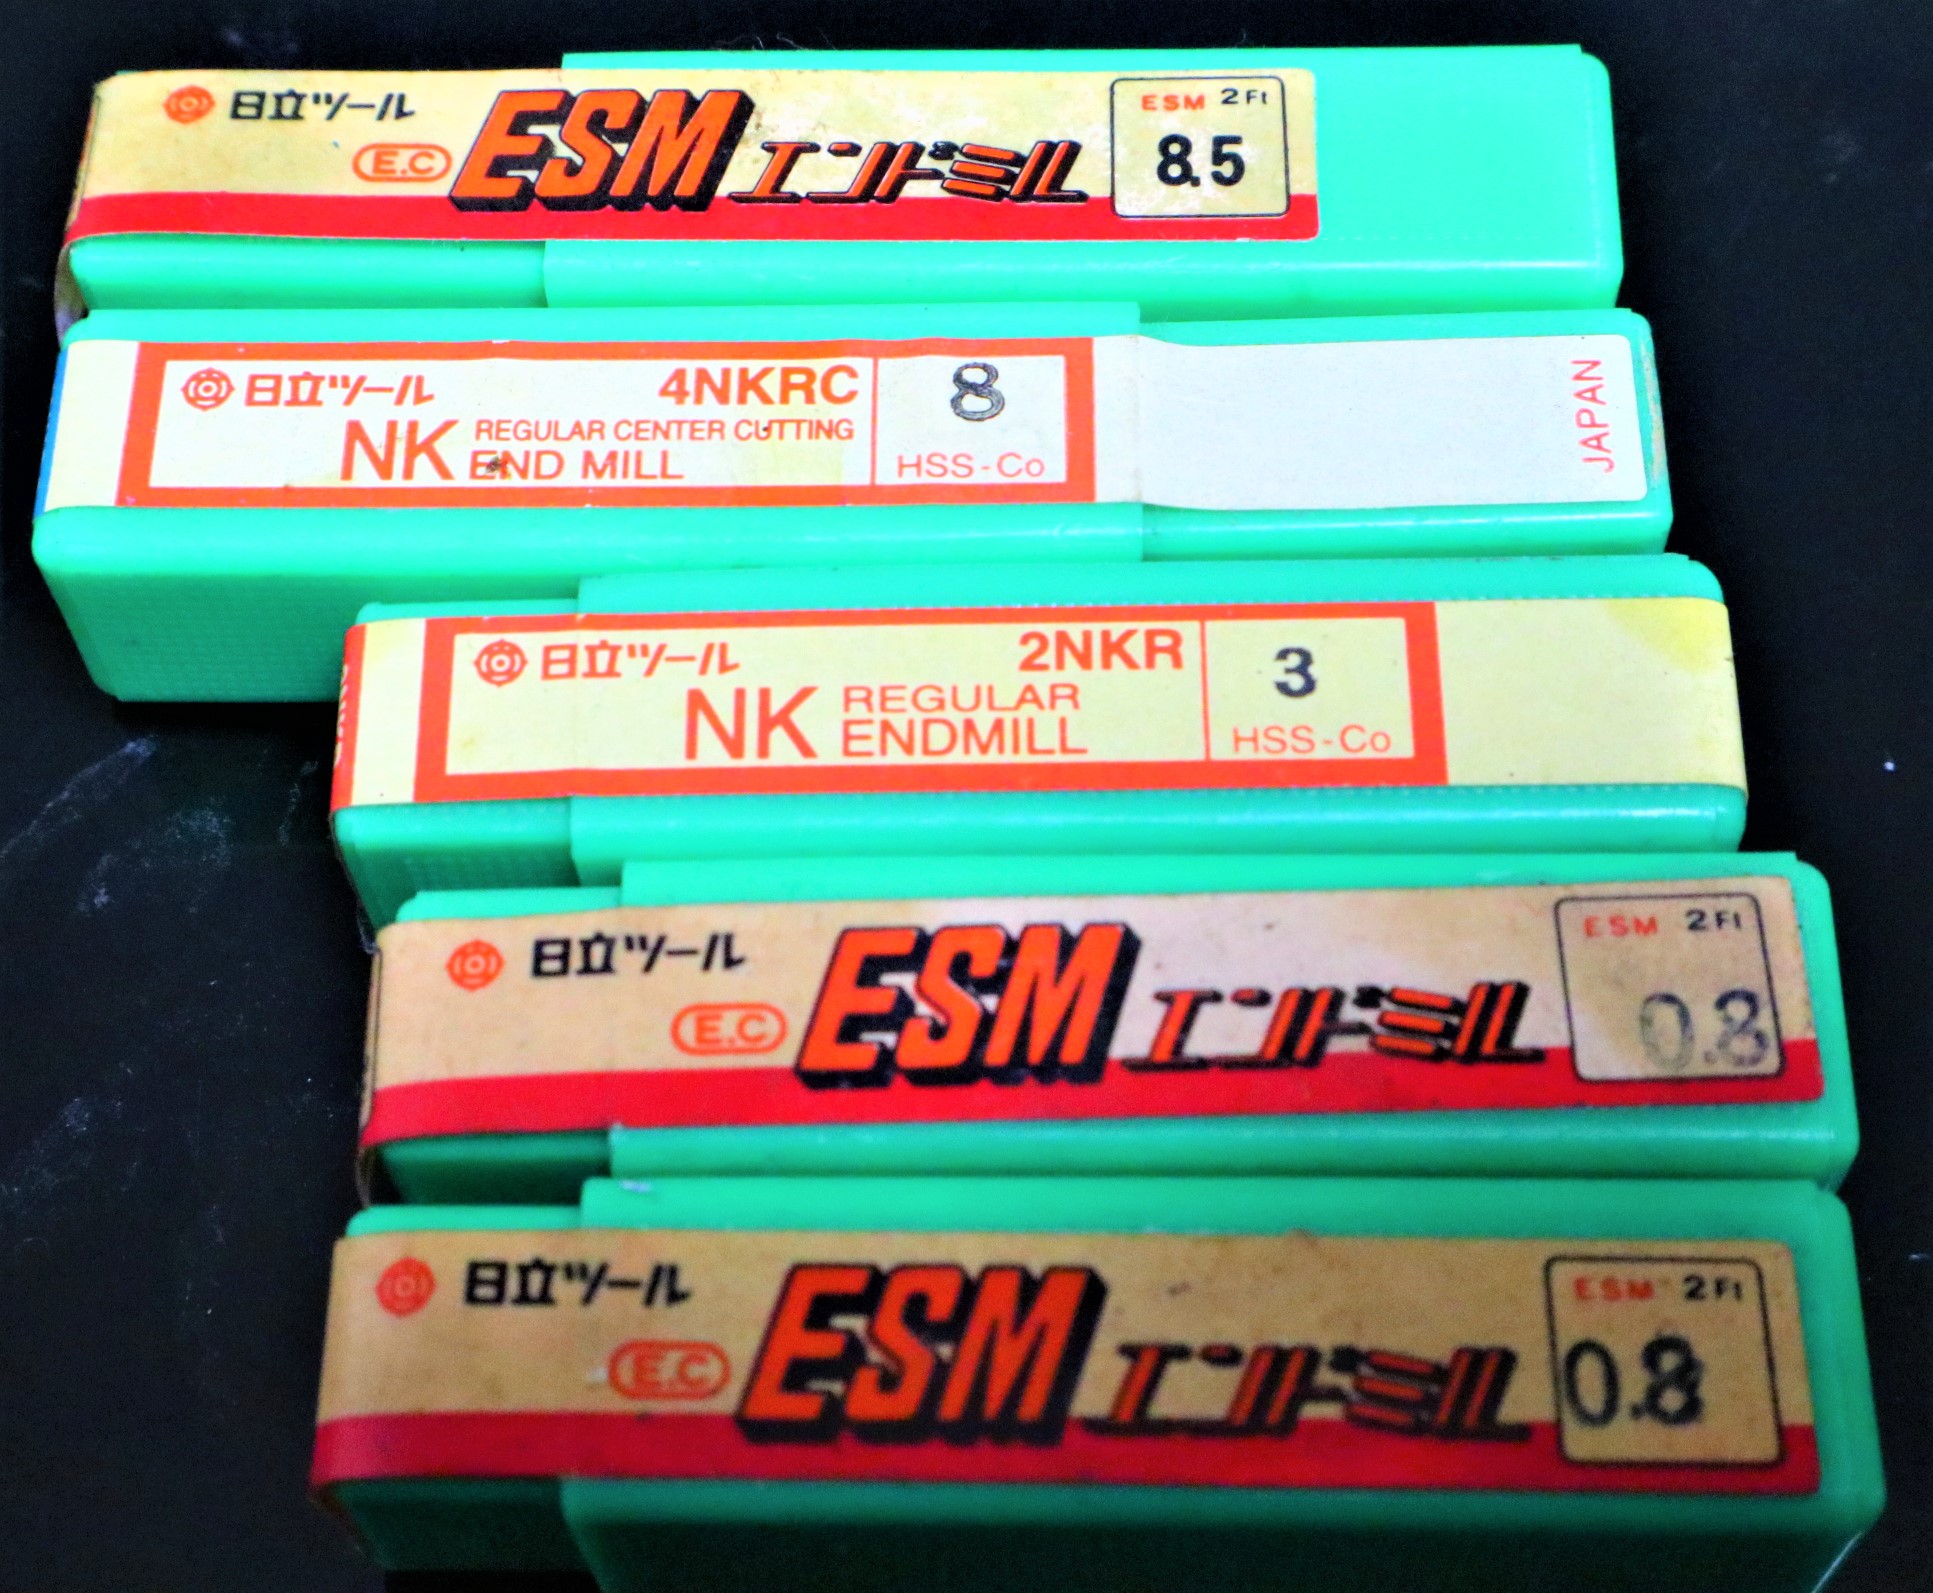 日立ツール
E.C
ESM エンドミル
ESM 2Ft
8.5
日立ツール 4NKRC
NK REGULAR CENTER CUTTING
END MILL
8
HSS-Co
JAPAN
日立ツール 2NKR
NK REGULAR
ENDMILL
3
HSS-Co
日立ツール
E.C
ESM エンドミル
ESM 2Ft
0.8
日立ツール
E.C
ESM エンドミル
ESM 2Ft
0.8